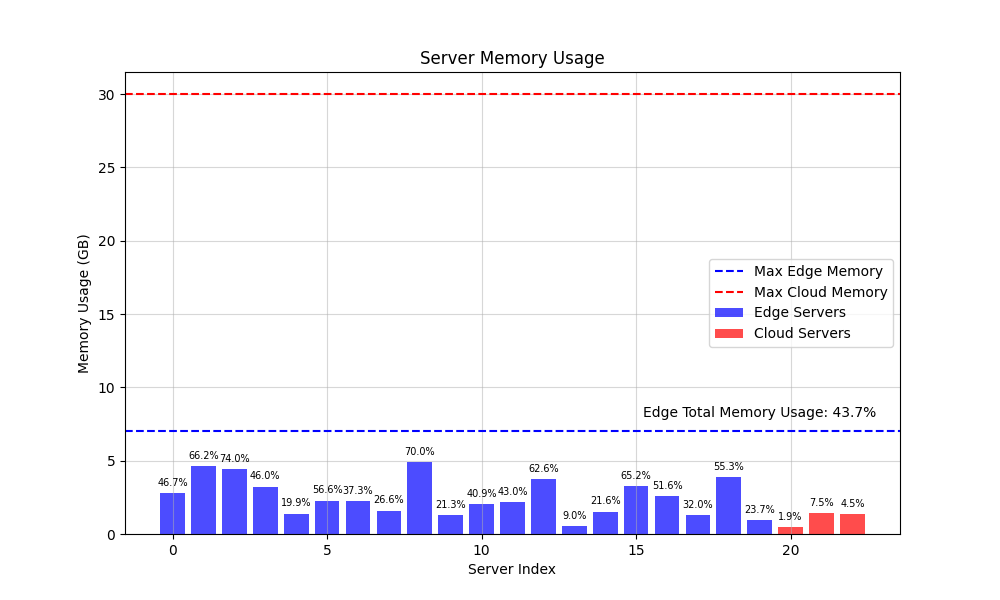 Server Memory Usage
30
25
20
15
10
5
0
Memory Usage (GB)
Max Edge Memory
Max Cloud Memory
Edge Servers
Cloud Servers
Edge Total Memory Usage: 43.7%
46.7% 66.2% 74.0% 46.0% 19.9% 56.6% 37.3% 26.6% 70.0% 21.3% 40.9% 43.0% 62.6% 9.0% 21.6% 65.2% 51.6% 32.0% 55.3% 23.7% 1.9% 7.5% 4.5%
0 5 10 15 20
Server Index